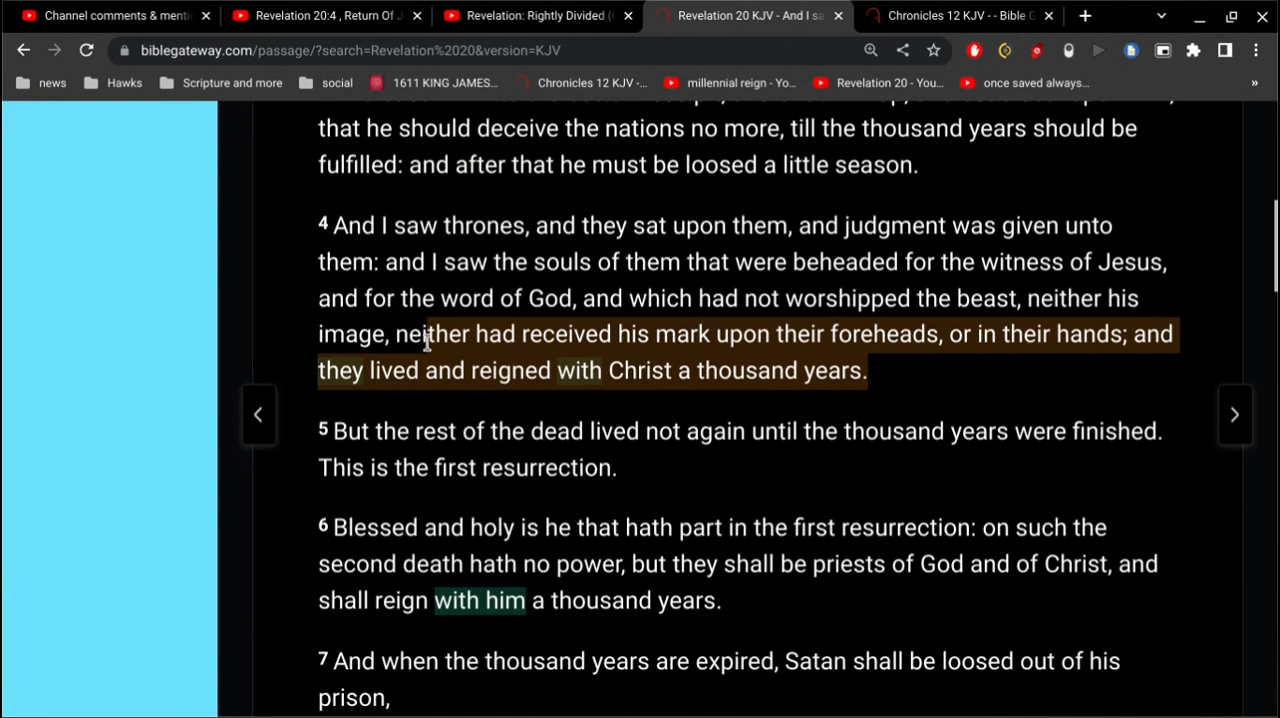 Channel comments & menti
Revelation 20:4 , Return Of J
Revelation: Rightly Divided (
Revelation 20 KJV - And I sa
Chronicles 12 KJV - - Bible G
biblegateway.com/passage/?search=Revelation%2020&version=KJV
news
Hawks
Scripture and more
social
1611 KING JAMES...
Chronicles 12 KJV -...
millennial reign - Yo...
Revelation 20 - You...
once saved always...
»
that he should deceive the nations no more, till the thousand years should be
fulfilled: and after that he must be loosed a little season.
4 And I saw thrones, and they sat upon them, and judgment was given unto
them: and I saw the souls of them that were beheaded for the witness of Jesus,
and for the word of God, and which had not worshipped the beast, neither his
image, neither had received his mark upon their foreheads, or in their hands; and
they lived and reigned with Christ a thousand years.
5 But the rest of the dead lived not again until the thousand years were finished.
This is the first resurrection.
6 Blessed and holy is he that hath part in the first resurrection: on such the
second death hath no power, but they shall be priests of God and of Christ, and
shall reign with him a thousand years.
7 And when the thousand years are expired, Satan shall be loosed out of his
prison,